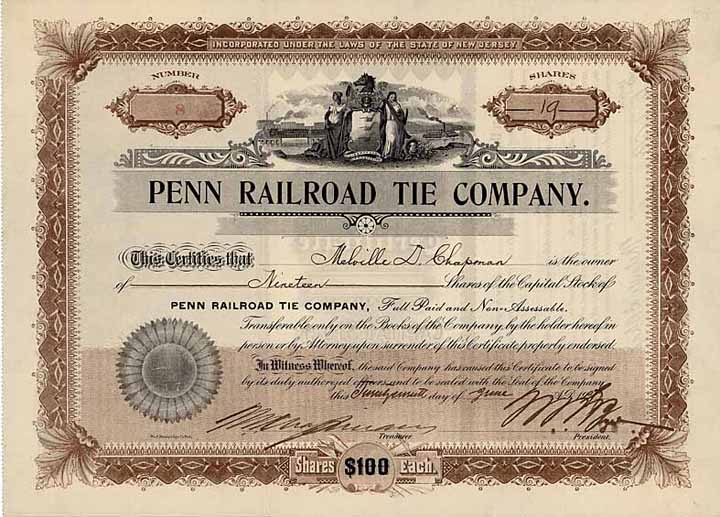 INCORPORATED UNDER THE LAWS OF THE STATE OF NEW JERSEY
NUMBER
SHARES
8
19
PENN RAILROAD TIE COMPANY.
This Certifies that Melville D. Chapman is the owner
of Nineteen Shares of the Capital Stock of
PENN RAILROAD TIE COMPANY, Full Paid and Non-Assessable.
Transferable only on the Books of the Company, by the holder hereof in
person or by Attorney upon surrender of this Certificate properly endorsed.
In Witness Whereof, the said Company has caused this Certificate to be signed
by its duly authorized officers and to be sealed with the Seal of the Company
this day of June
Treasurer
President.
Shares $100 Each.